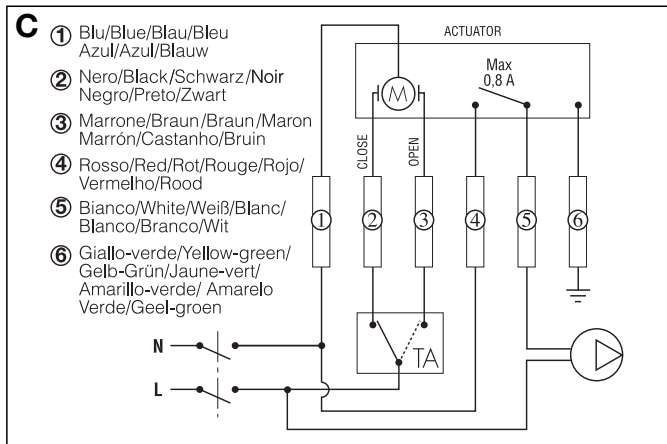 C
① Blu/Blue/Blau/Bleu
Azul/Azul/Blauw
② Nero/Black/Schwarz/Noir
Negro/Preto/Zwart
③ Marrone/Braun/Braun/Maron
Marrón/Castanho/Bruin
④ Rosso/Red/Rot/Rouge/Rojo/
Vermelho/Rood
⑤ Bianco/White/Weiß/Blanc/
Blanco/Branco/Wit
⑥ Giallo-verde/Yellow-green/
Gelb-Grün/Jaune-vert/
Amarillo-verde/ Amarelo
Verde/Geel-groen
ACTUATOR
Max
0,8 A
M
CLOSE
OPEN
① ② ③ ④ ⑤ ⑥
TA
N
L